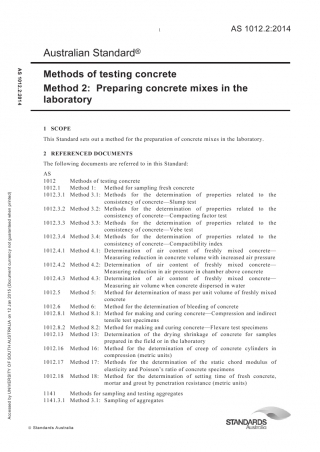 1
AS 1012.2:2014
Australian Standard®
Methods of testing concrete
Method 2: Preparing concrete mixes in the
laboratory
1 SCOPE
This Standard sets out a method for the preparation of concrete mixes in the laboratory.
2 REFERENCED DOCUMENTS
The following documents are referred to in this Standard:
AS
1012 Methods of testing concrete
1012.1 Method 1: Method for sampling fresh concrete
1012.3.1 Method 3.1: Methods for the determination of properties related to the
consistency of concrete—Slump test
1012.3.2 Method 3.2: Methods for the determination of properties related to the
consistency of concrete—Compacting factor test
1012.3.3 Method 3.3: Methods for the determination of properties related to the
consistency of concrete—Vebe test
1012.3.4 Method 3.4: Methods for the determination of properties related to the
consistency of concrete—Compactibility index
1012.4.1 Method 4.1: Determination of air content of freshly mixed concrete—
Measuring reduction in concrete volume with increased air pressure
1012.4.2 Method 4.2: Determination of air content of freshly mixed concrete—
Measuring reduction in air pressure in chamber above concrete
1012.4.3 Method 4.3: Determination of air content of freshly mixed concrete—
Measuring air volume when concrete dispersed in water
1012.5 Method 5: Method for determination of mass per unit volume of freshly mixed
concrete
1012.6 Method 6: Method for the determination of bleeding of concrete
1012.8.1 Method 8.1: Method for making and curing concrete—Compression and indirect
tensile test specimens
1012.8.2 Method 8.2: Method for making and curing concrete—Flexure test specimens
1012.13 Method 13: Determination of the drying shrinkage of concrete for samples
prepared in the field or in the laboratory
1012.16 Method 16: Method for the determination of creep of concrete cylinders in
compression (metric units)
1012.17 Method 17: Methods for the determination of the static chord modulus of
elasticity and Poisson's ratio of concrete specimens
1012.18 Method 18: Method for the determination of setting time of fresh concrete,
mortar and grout by penetration resistance (metric units)
1141 Methods for sampling and testing aggregates
1141.3.1 Method 3.1: Sampling of aggregates
© Standards Australia
STANDARDS
Australia
AS 1012.2:2014
Accessed by UNIVERSITY OF SOUTH AUSTRALIA on 12 Jan 2015 (Document currency not guaranteed when printed)